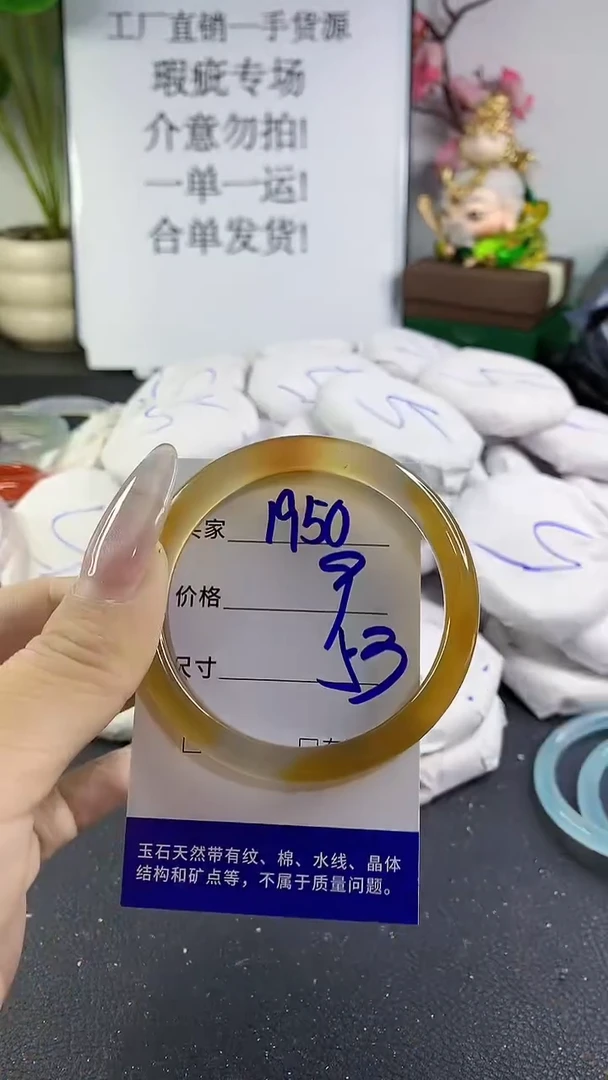 工厂直销一手货源
瑕疵专场
介意勿拍!
一单一运!
合单发货!
家 1950
价格 9
尺寸 53
玉石天然带有纹、棉、水线、晶体
结构和矿点等，不属于质量问题。